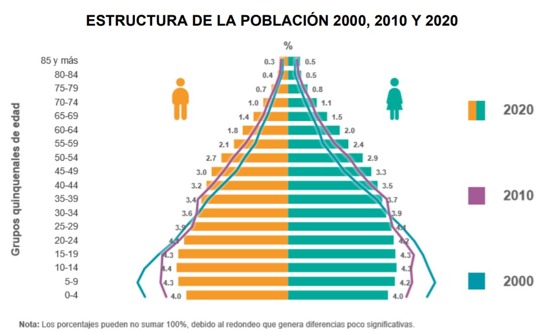 ESTRUCTURA DE LA POBLACIÓN 2000, 2010 Y 2020
%
Grupos quinquenales de edad
85 y más 0.3 0.5
80-84 0.4 0.5
75-79 0.7 0.8
70-74 1.0 1.1
65-69 1.4 1.5
60-64 1.8 2.0
55-59 2.1 2.4
50-54 2.7 2.9
45-49 3.0 3.3
40-44 3.2 3.5
35-39 3.4 3.7
30-34 3.6 3.9
25-29 3.9 4.1
20-24 4.3 4.2
15-19 4.3 4.3
10-14 4.4 4.3
5-9 4.3 4.2
0-4 4.0 4.0
2020
2010
2000
Nota: Los porcentajes pueden no sumar 100%, debido al redondeo que genera diferencias poco significativas.